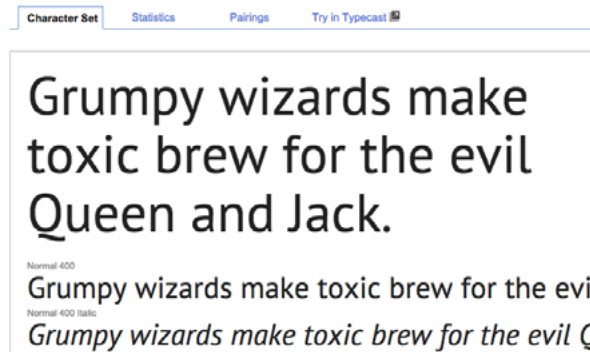 Character Set Statistics Pairings Try in Typecast
Grumpy wizards make
toxic brew for the evil
Queen and Jack.
Normal 400
Grumpy wizards make toxic brew for the evi
Normal 400 Italic
Grumpy wizards make toxic brew for the evil Q